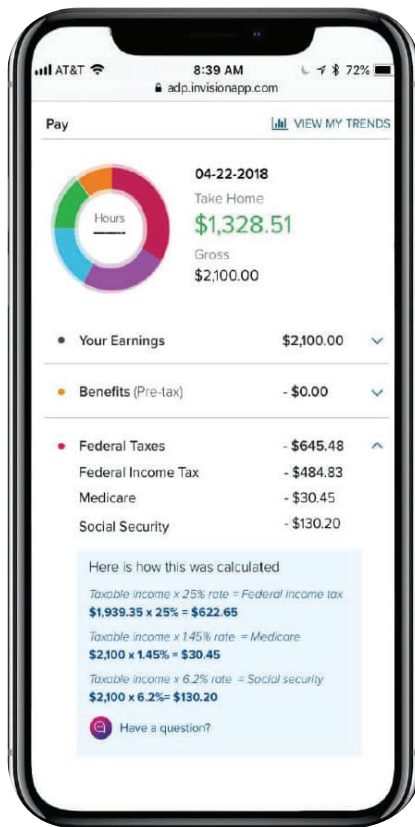 AT&T 8:39 AM 72%
adp.invisionapp.com
Pay VIEW MY TRENDS
Hours
04-22-2018
Take Home
$1,328.51
Gross
$2,100.00
Your Earnings $2,100.00
Benefits (Pre-tax) - $0.00
Federal Taxes - $645.48
Federal Income Tax - $484.83
Medicare - $30.45
Social Security - $130.20
Here is how this was calculated
Taxable income x 25% rate = Federal income tax
$1,939.35 x 25% = $622.65
Taxable income x 1.45% rate = Medicare
$2,100 x 1.45% = $30.45
Taxable income x 6.2% rate = Social security
$2,100 x 6.2%= $130.20
Have a question?